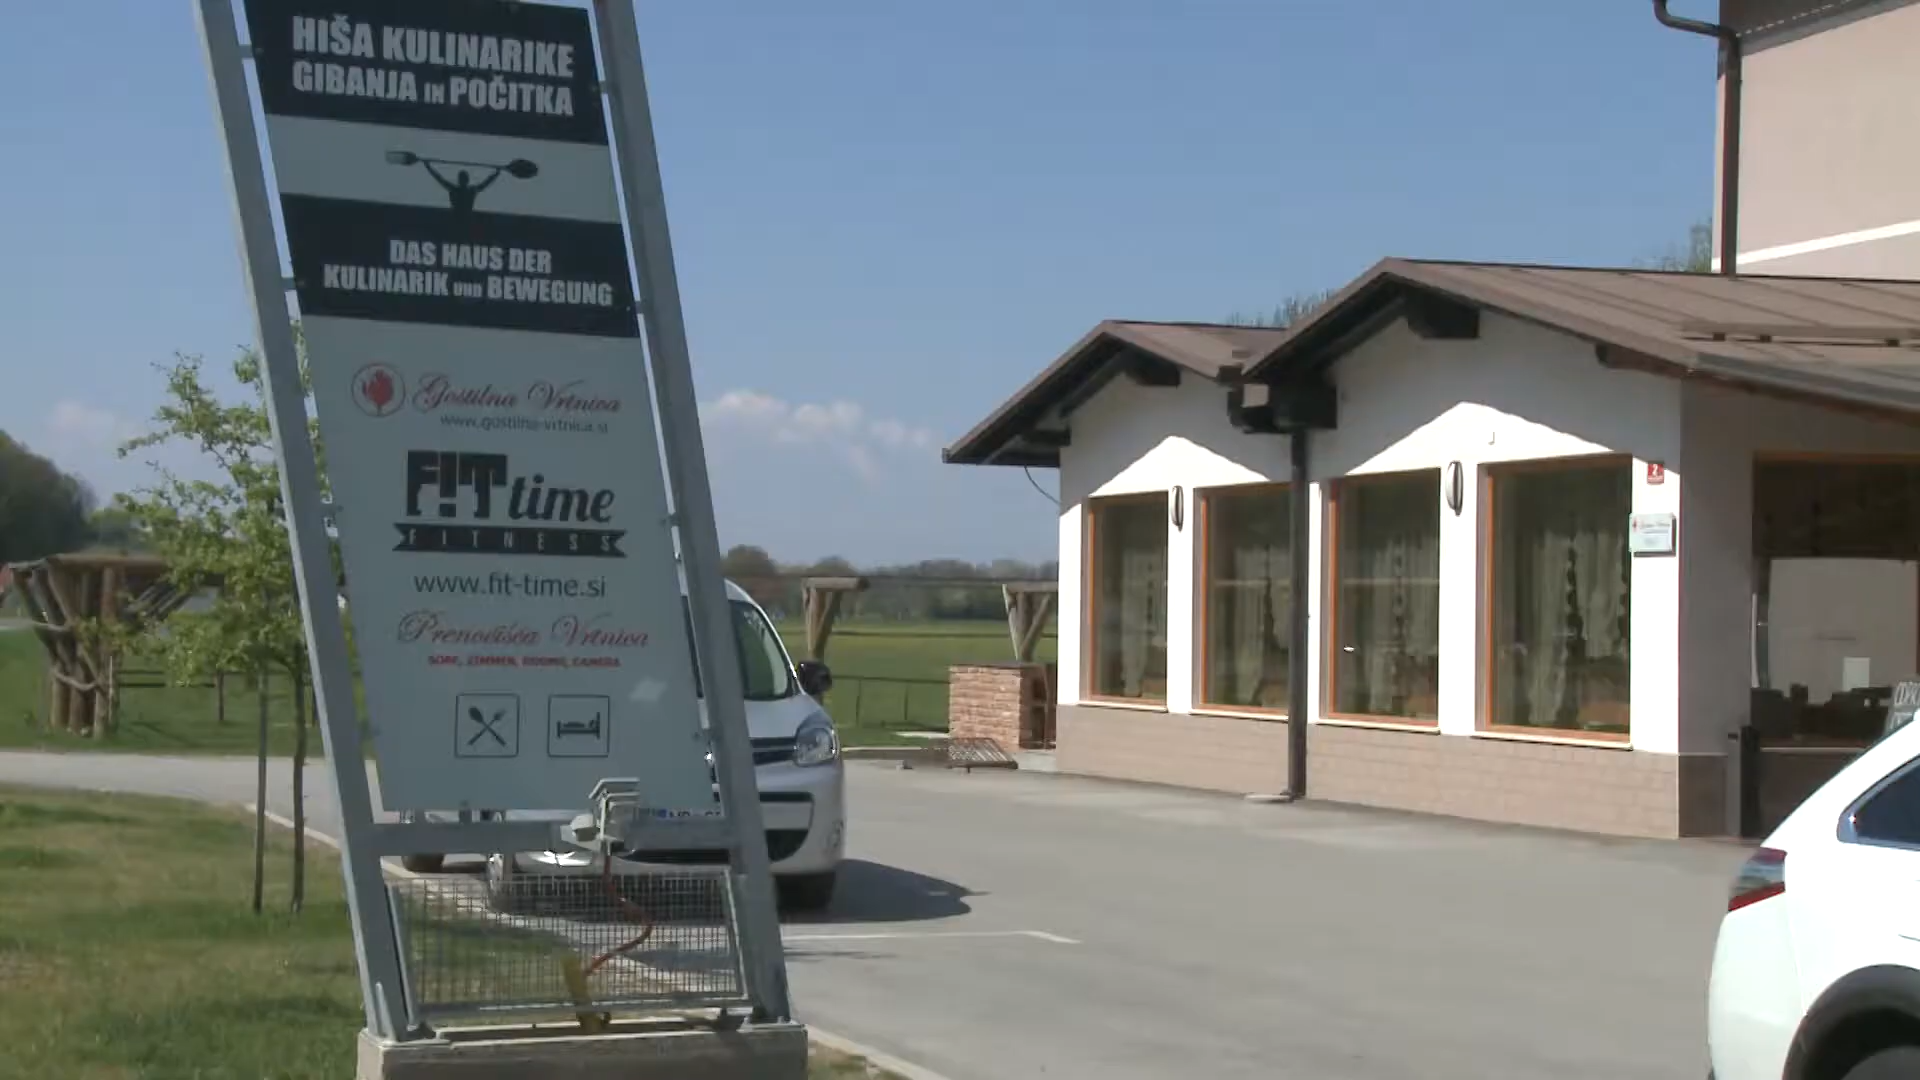 HIŠA KULINARIKE
GIBANJA IN POČITKA
DAS HAUS DER
KULINARIK UND BEWEGUNG
Gostilna Vrtnica
www.gostilna-vrtnica.si
F!T time
FITNESS
www.fit-time.si
Prenočišča Vrtnica
SOBE, ZIMMER, ROOMS, CAMERA
2